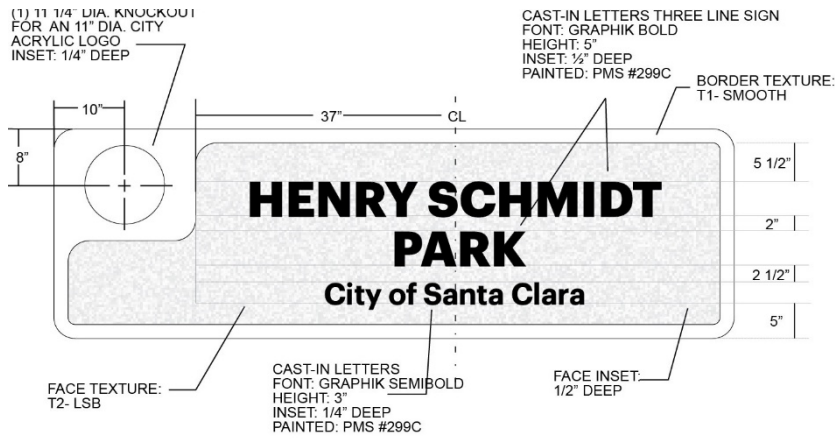 (1) 11 1/4" DIA. KNOCKOUT
FOR AN 11" DIA. CITY
ACRYLIC LOGO
INSET: 1/4" DEEP
CAST-IN LETTERS THREE LINE SIGN
FONT: GRAPHIK BOLD
HEIGHT: 5"
INSET: ½" DEEP
PAINTED: PMS #299C
BORDER TEXTURE:
T1- SMOOTH
10"
37"
CL
8"
5 1/2"
HENRY SCHMIDT
2"
PARK
2 1/2"
City of Santa Clara
5"
FACE TEXTURE:
T2- LSB
CAST-IN LETTERS
FONT: GRAPHIK SEMIBOLD
HEIGHT: 3"
INSET: 1/4" DEEP
PAINTED: PMS #299C
FACE INSET:
1/2" DEEP